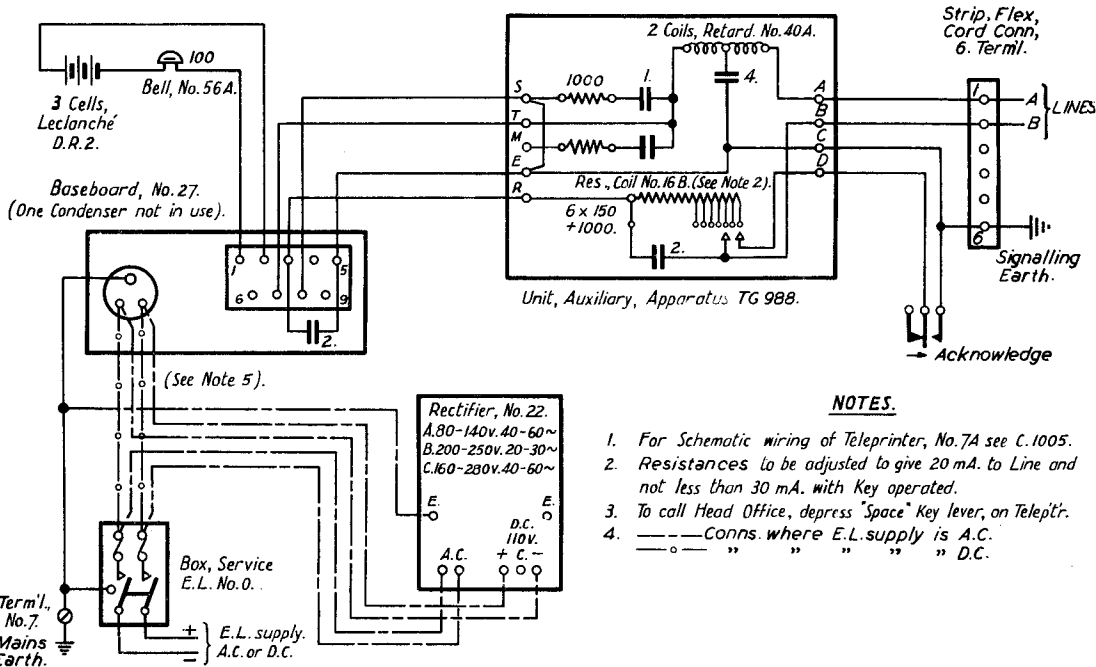 Strip, Flex,
Cord Conn,
6. Term'l.
2 Coils, Retard. No. 40A.
100
Bell, No. 56A.
3 Cells,
Leclanché
D.R.2.
1000
1.
4.
S
T
M
E
R
A
B
C
D
1
A
B
LINES
6
Signalling
Earth.
Res., Coil No. 16 B. (See Note 2).
6 x 150
+1000.
2.
Unit, Auxiliary, Apparatus TG 988.
Baseboard, No. 27.
(One Condenser not in use).
1
5
6
9
2.
(See Note 5).
Acknowledge
Rectifier, No. 22.
A.80-140v. 40-60~
B.200-250v. 20-30~
C.160-280v. 40-60~
E.
E.
D.C.
110v.
A.C.
+ C. -
Box, Service
E.L. No.0.
Term'l.,
No. 7.
Mains
Earth.
+
-
E.L. supply.
A.C. or D.C.
NOTES.
1. For Schematic wiring of Teleprinter, No. 7A see C.1005.
2. Resistances to be adjusted to give 20 mA. to Line and
not less than 30 mA. with Key operated.
3. To call Head Office, depress "Space" Key lever, on Telept'r.
4. Conns. where E.L. supply is A.C.
" " " " " D.C.